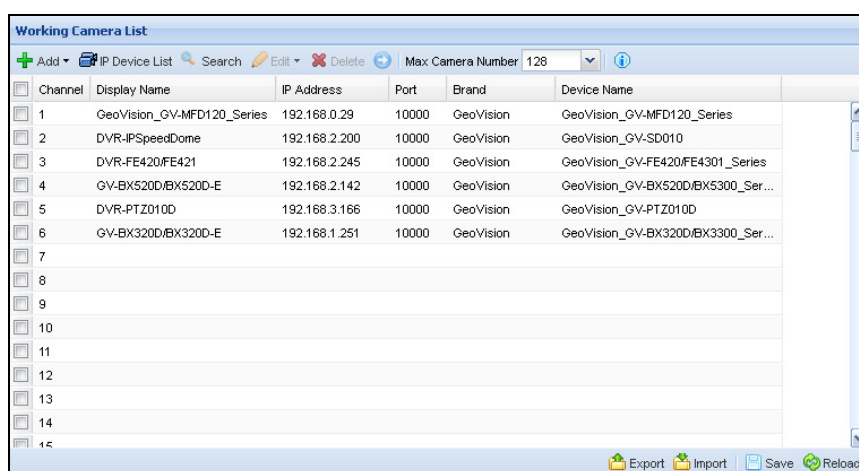 Working Camera List
Add IP Device List Search Edit Delete Max Camera Number 128
Channel Display Name IP Address Port Brand Device Name
1 GeoVision_GV-MFD120_Series 192.168.0.29 10000 GeoVision GeoVision_GV-MFD120_Series
2 DVR-IPSpeedDome 192.168.2.200 10000 GeoVision GeoVision_GV-SD010
3 DVR-FE420/FE421 192.168.2.245 10000 GeoVision GeoVision_GV-FE420/FE4301_Series
4 GV-BX520D/BX520D-E 192.168.2.142 10000 GeoVision GeoVision_GV-BX520D/BX5300_Ser...
5 DVR-PTZ010D 192.168.3.166 10000 GeoVision GeoVision_GV-PTZ010D
6 GV-BX320D/BX320D-E 192.168.1.251 10000 GeoVision GeoVision_GV-BX320D/BX3300_Ser...
7
8
9
10
11
12
13
14
15
Export Import Save Reload